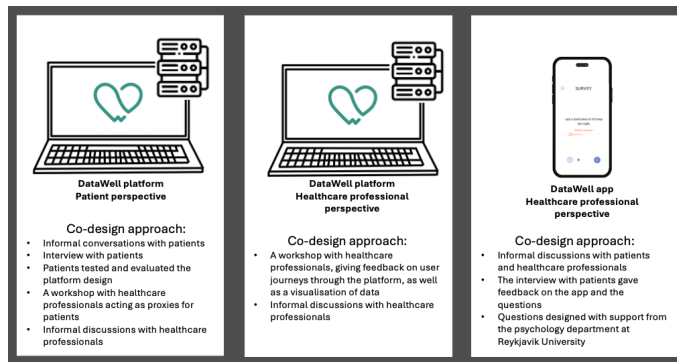 DataWell platform
Patient perspective
Co-design approach:
• Informal conversations with patients
• Interview with patients
• Patients tested and evaluated the
platform design
• A workshop with healthcare
professionals acting as proxies for
patients
• Informal discussions with healthcare
professionals
DataWell platform
Healthcare professional
perspective
Co-design approach:
• A workshop with healthcare
professionals, giving feedback on user
journeys through the platform, as well
as a visualisation of data
• Informal discussions with healthcare
professionals
SURVEY
DataWell app
Healthcare professional
perspective
Co-design approach:
• Informal discussions with patients
and healthcare professionals
• The interview with patients gave
feedback on the app and the
questions
• Questions designed with support from
the psychology department at
Reykjavik University